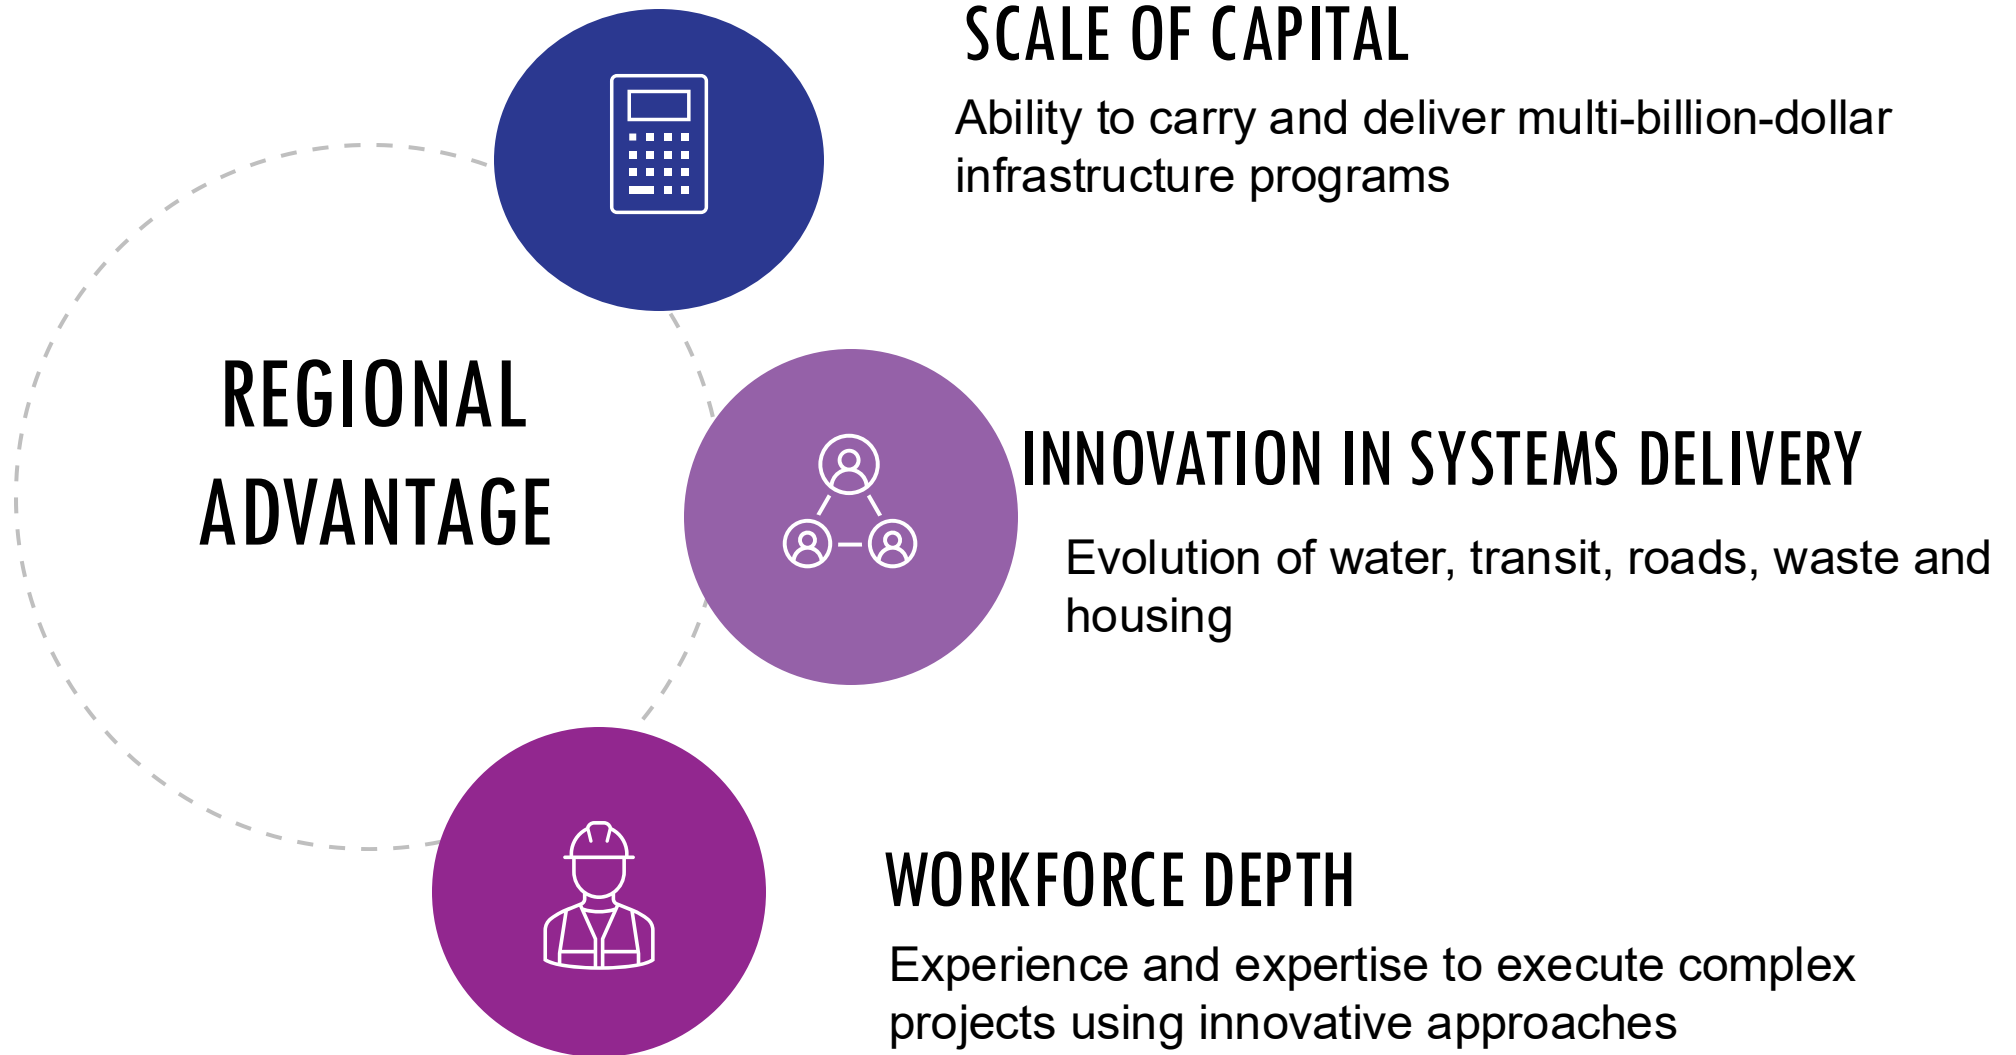 REGIONAL
ADVANTAGE
SCALE OF CAPITAL
Ability to carry and deliver multi-billion-dollar
infrastructure programs
INNOVATION IN SYSTEMS DELIVERY
Evolution of water, transit, roads, waste and
housing
WORKFORCE DEPTH
Experience and expertise to execute complex
projects using innovative approaches